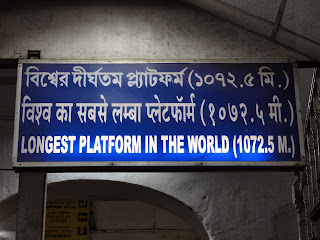 বিশ্বের দীর্ঘতম প্ল্যাটফর্ম (১০৭২.৫ মি.)
विश्व का सबसे लम्बा प्लेटफॉर्म (१०७२.५ मी.)
LONGEST PLATFORM IN THE WORLD (1072.5 M.)